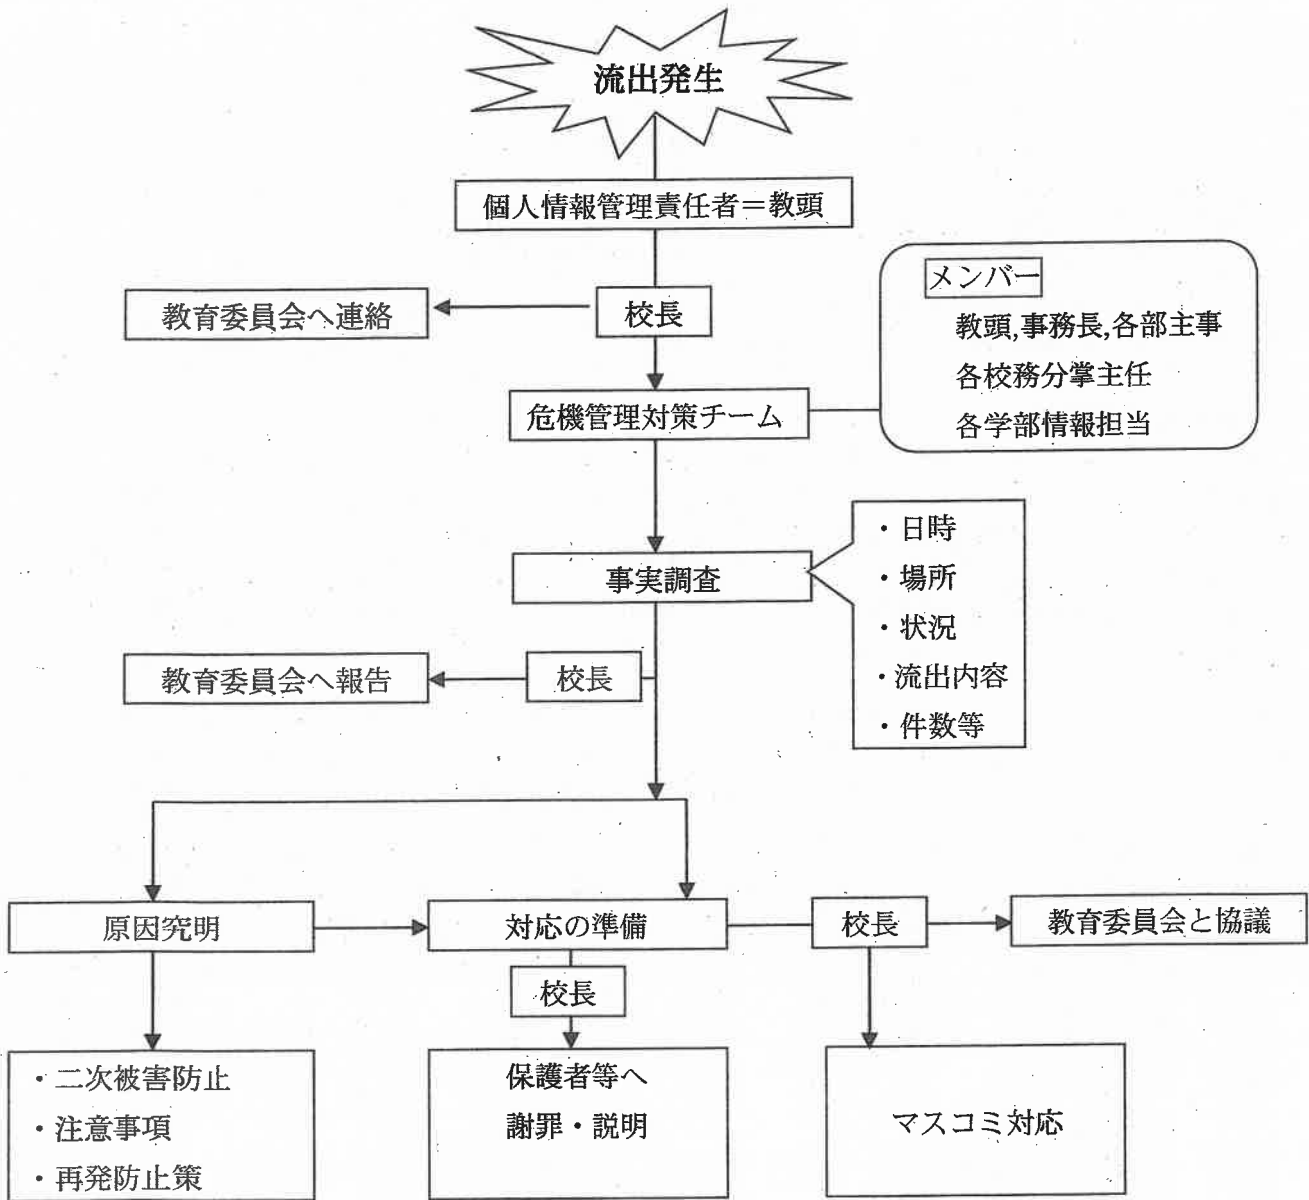 流出発生
個人情報管理責任者＝教頭
教育委員会へ連絡
校長
メンバー
教頭,事務長,各部主事
各校務分掌主任
各学部情報担当
危機管理対策チーム
事実調査
・日時
・場所
・状況
・流出内容
・件数等
教育委員会へ報告
校長
原因究明
対応の準備
校長
教育委員会と協議
校長
・二次被害防止
・注意事項
・再発防止策
保護者等へ
謝罪・説明
マスコミ対応